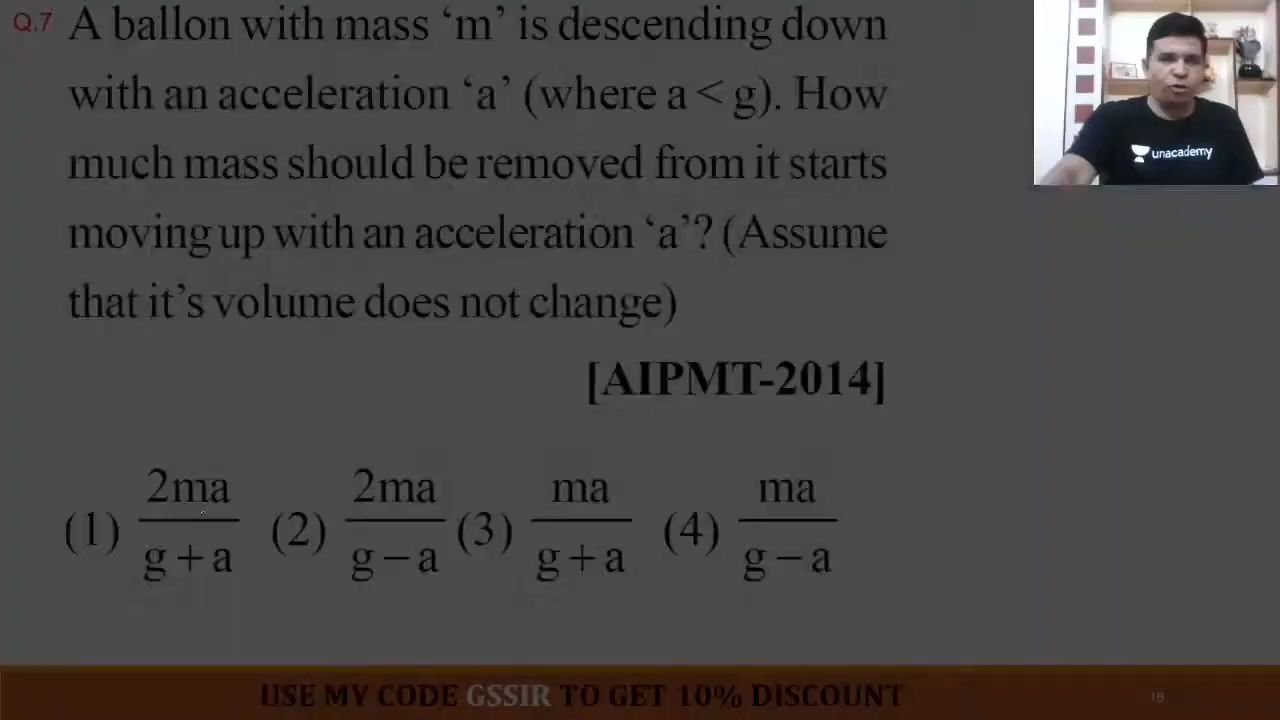 Q.7 A ballon with mass ‘m’ is descending down
with an acceleration ‘a’ (where a < g). How
much mass should be removed from it starts
moving up with an acceleration ‘a’? (Assume
that it’s volume does not change)
[AIPMT-2014]
(1) 2ma / g + a (2) 2ma / g − a (3) ma / g + a (4) ma / g − a
unacademy
USE MY CODE GSSIR TO GET 10% DISCOUNT
18